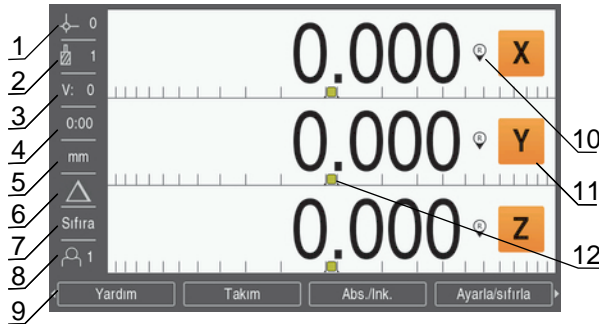 1
0
2
1
3
V: 0
4
0:00
5
mm
6
7
Sıfıra
8
1
9
0.000
R
X
0.000
R
Y
0.000
R
Z
10
11
12
Yardım
Takım
Abs./Ink.
Ayarla/sıfırla